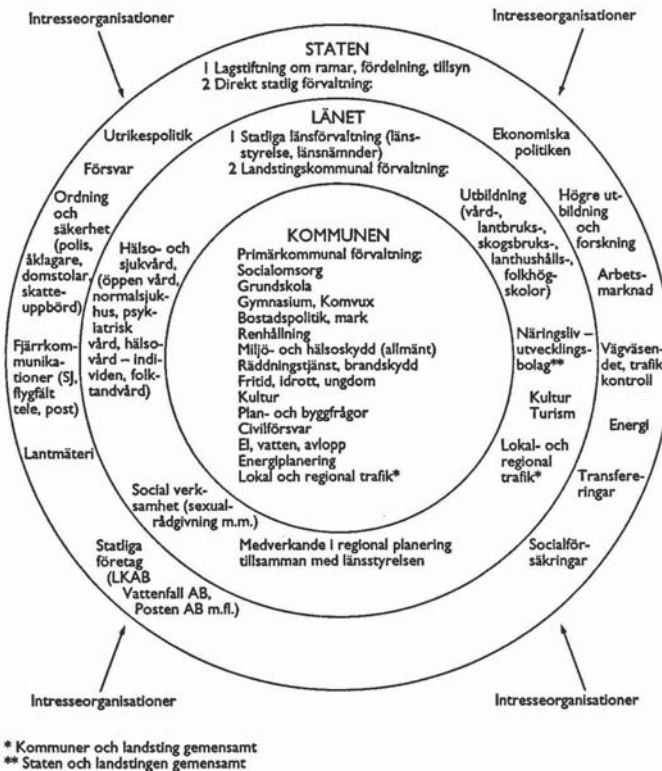 Intresseorganisationer
Intresseorganisationer
STATEN
1 Lagstiftning om ramar, fördelning, tillsyn
2 Direkt statlig förvaltning:
Utrikespolitik
Försvar
Ordning
och
säkerhet
(polis,
åklagare,
domstolar,
skatte-
uppbörd)
Fjärrkom-
munika-
tioner (SJ,
flygfält
tele, post)
Lantmäteri
Statliga
företag
(LKAB
Vattenfall AB,
Posten AB m.fl.)
Ekonomiska
politiken
Högre ut-
bildning
och
forskning
Arbets-
marknad
Vägväsen-
det, trafik
kontroll
Energi
Transfere-
ringar
Socialför-
säkringar
LÄNET
1 Statliga länsförvaltning (läns-
styrelse, länsnämnder)
2 Landstingskommunal förvaltning:
Hälso- och
sjukvård,
(öppen vård,
normalsjuk-
hus, psyk-
iatrisk
vård, hälso-
vård – indi-
viden, folk-
tandvård)
Social verk-
samhet (sexual-
rådgivning m.m.)
Utbildning
(vård-,
lantbruks-,
skogsbruks-,
lanthushålls-,
folkhög-
skolor)
Näringsliv –
utvecklings-
bolag**
Kultur
Turism
Lokal- och
regional
trafik*
Medverkande i regional planering
tillsamman med länsstyrelsen
KOMMUNEN
Primärkommunal förvaltning:
Socialomsorg
Grundskola
Gymnasium, Komvux
Bostadspolitik, mark
Renhållning
Miljö- och hälsoskydd (allmänt)
Räddningstjänst, brandskydd
Fritid, idrott, ungdom
Kultur
Plan- och byggfrågor
Civilförsvar
El, vatten, avlopp
Energiplanering
Lokal och regional trafik*
Intresseorganisationer
Intresseorganisationer
* Kommuner och landsting gemensamt
** Staten och landstingen gemensamt